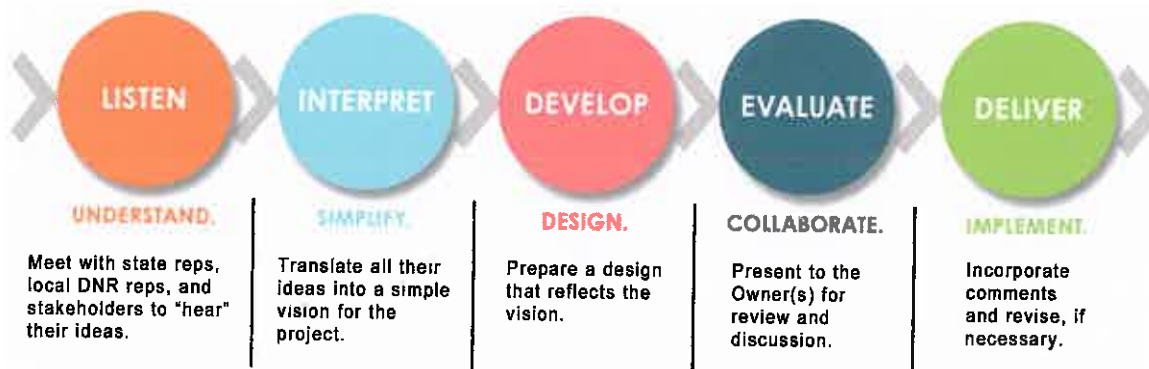 LISTEN
INTERPRET
DEVELOP
EVALUATE
DELIVER
UNDERSTAND.
SIMPLIFY.
DESIGN.
COLLABORATE.
IMPLEMENT.
Meet with state reps,
local DNR reps, and
stakeholders to "hear"
their ideas.
Translate all their
ideas into a simple
vision for the
project.
Prepare a design
that reflects the
vision.
Present to the
Owner(s) for
review and
discussion.
Incorporate
comments
and revise, if
necessary.